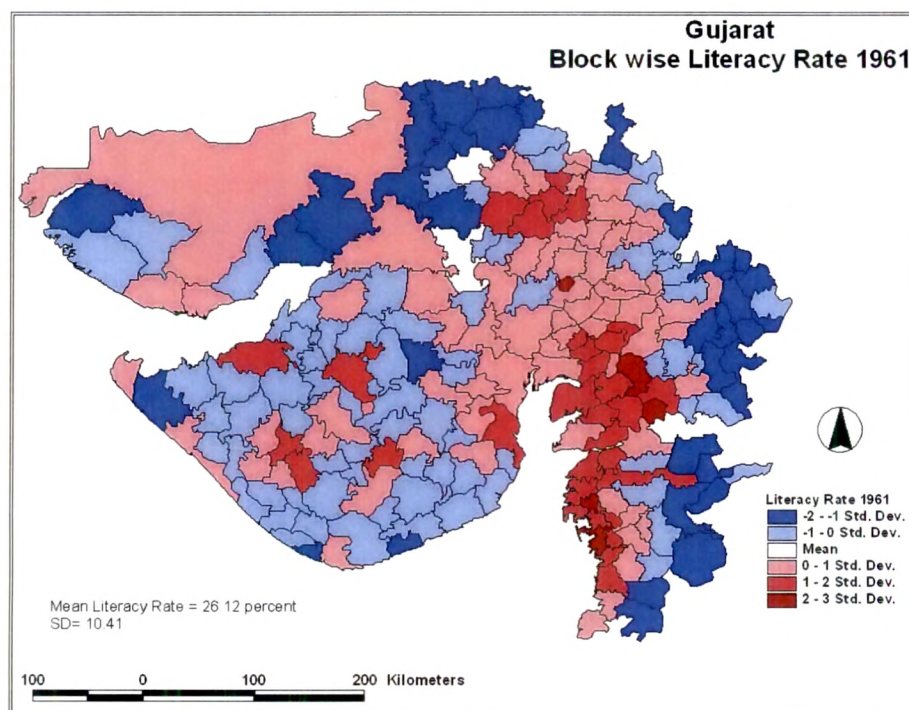 Gujarat
Block wise Literacy Rate 1961
Literacy Rate 1961
-2 - -1 Std. Dev.
-1 - 0 Std. Dev.
Mean
0 - 1 Std. Dev.
1 - 2 Std. Dev.
2 - 3 Std. Dev.
Mean Literacy Rate = 26.12 percent
SD= 10.41
100 0 100 200 Kilometers